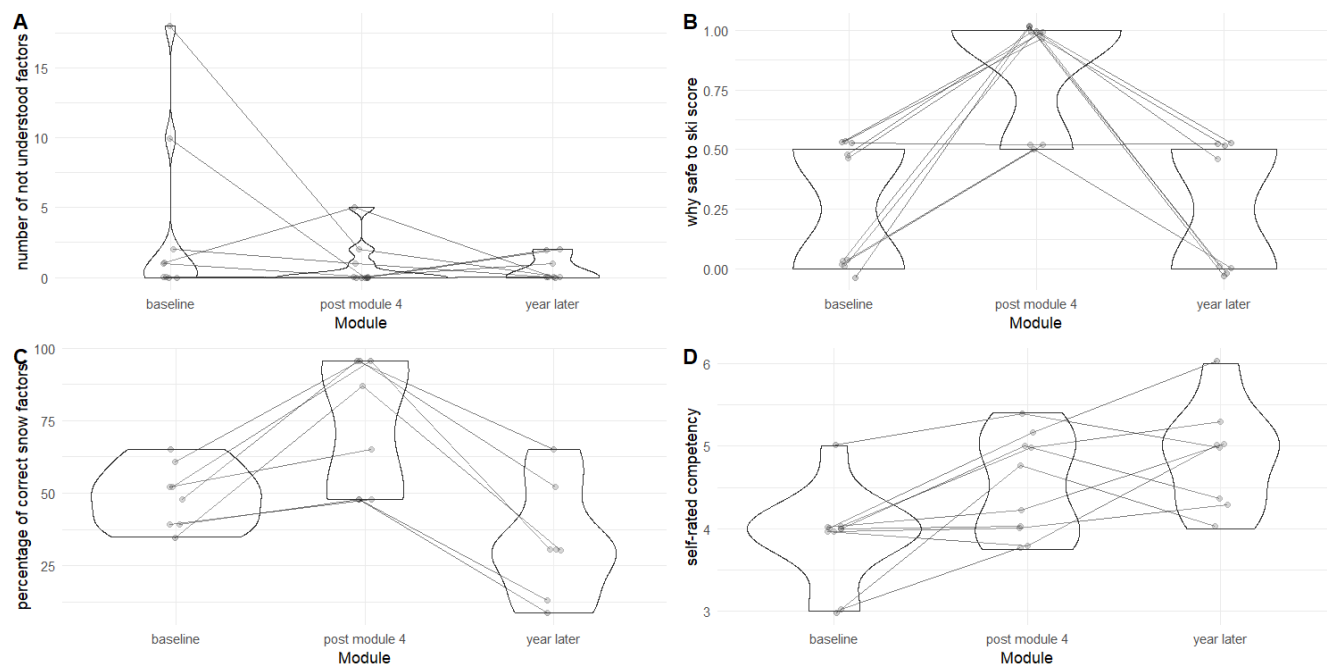 A
number of not understood factors
15
10
5
0
baseline
post module 4
year later
Module
B
why safe to ski score
1.00
0.75
0.50
0.25
0.00
baseline
post module 4
year later
Module
C
percentage of correct snow factors
100
75
50
25
baseline
post module 4
year later
Module
D
self-rated competency
6
5
4
3
baseline
post module 4
year later
Module